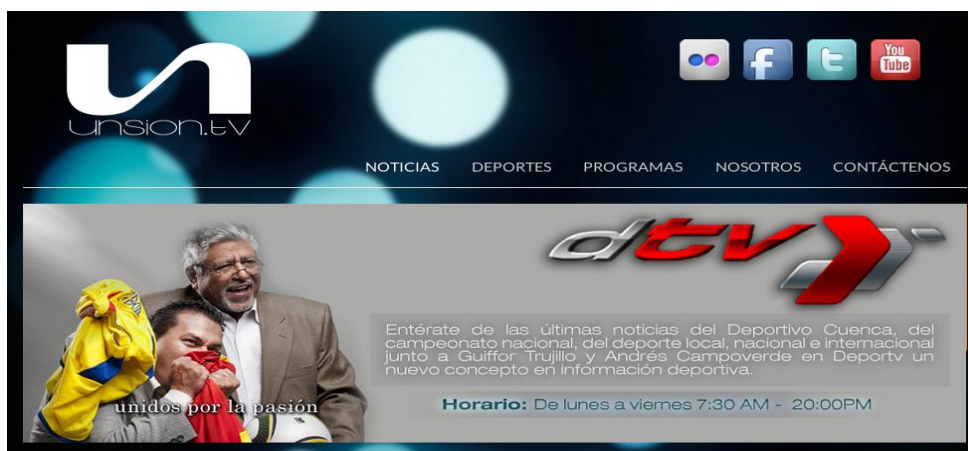 You
Tube
unsion.tv
NOTICIAS DEPORTES PROGRAMAS NOSOTROS CONTÁCTENOS
dtv
Entérate de las últimas noticias del Deportivo Cuenca, del
campeonato nacional, del deporte local, nacional e internacional
junto a Guiffor Trujillo y Andrés Campoverde en Deportv un
nuevo concepto en información deportiva.
unidos por la pasión
Horario: De lunes a viernes 7:30 AM - 20:00PM